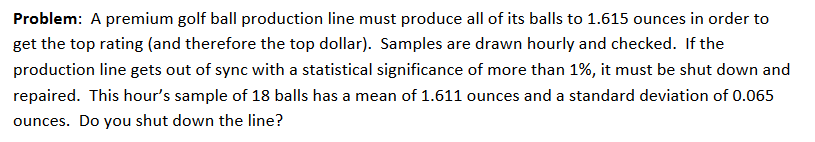 Problem:  A premium golf ball production line must produce all of its balls to 1.615 ounces in order to
get the top rating (and therefore the top dollar).  Samples are drawn hourly and checked.  If the
production line gets out of sync with a statistical significance of more than 1%, it must be shut down and
repaired.  This hour's sample of 18 balls has a mean of 1.611 ounces and a standard deviation of 0.065
ounces.  Do you shut down the line?